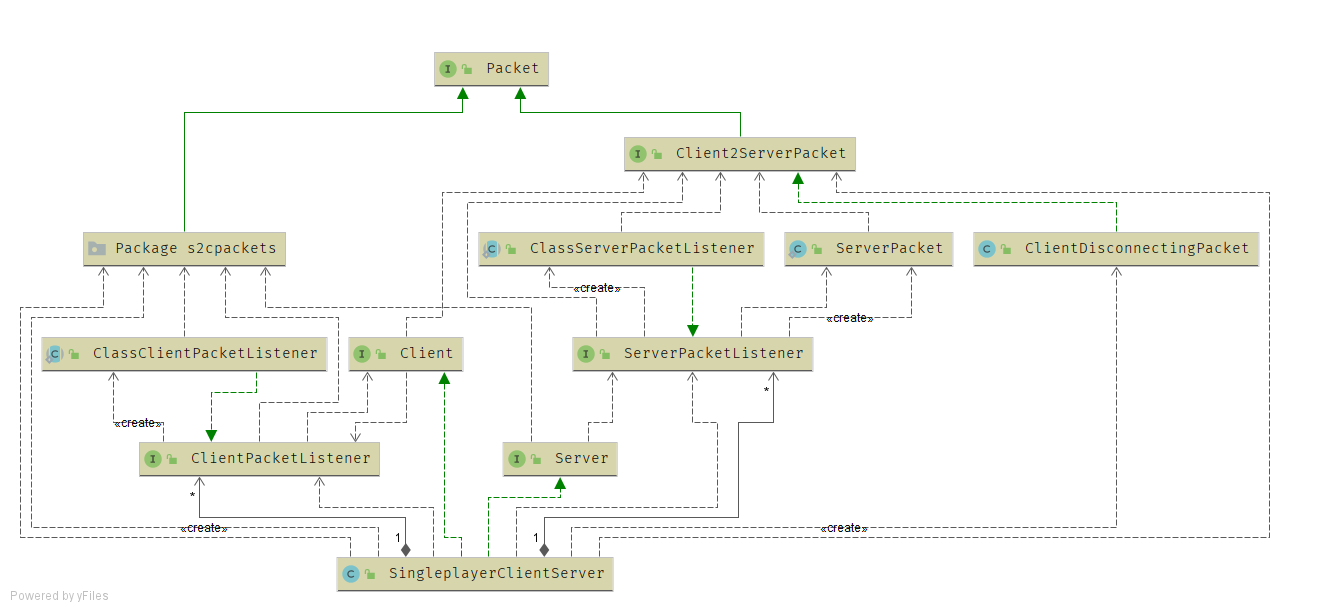 I Packet
I Client2ServerPacket
Package s2cpackets
C ClassServerPacketListener
C ServerPacket
C ClientDisconnectingPacket
«create»
«create»
C ClassClientPacketListener
I Client
I ServerPacketListener
*
«create»
I ClientPacketListener
I Server
*
«create»
«create»
1
1
C SingleplayerClientServer
Powered by yFiles